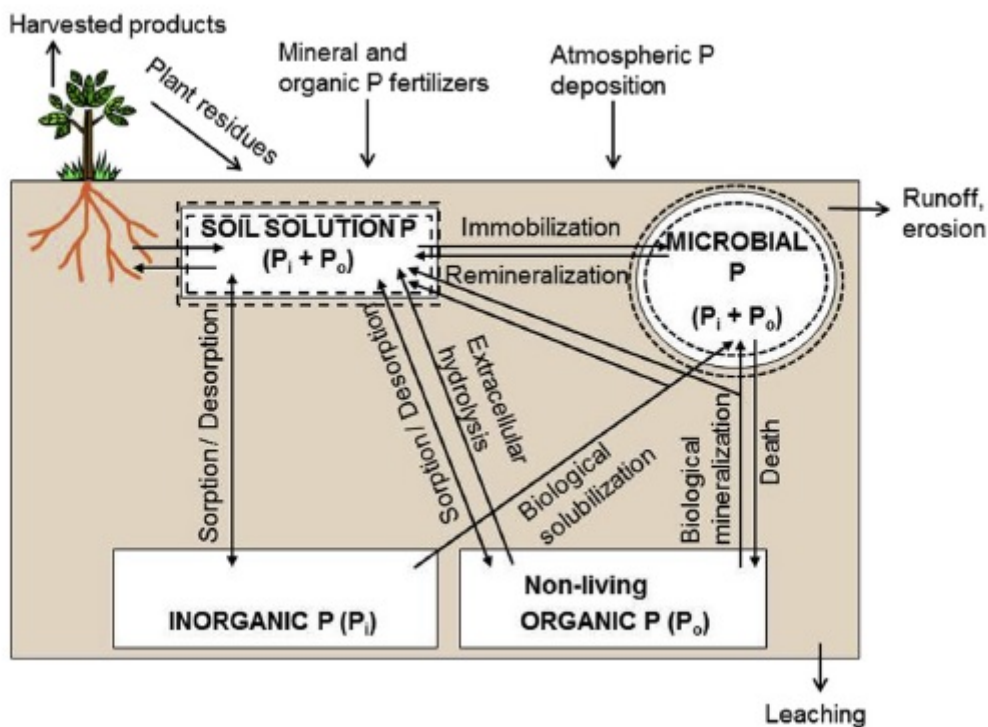 Harvested products
Plant residues
Mineral and
organic P fertilizers
Atmospheric P
deposition
Runoff,
erosion
SOIL SOLUTION P
(Pi + Po)
Immobilization
Remineralization
MICROBIAL
P
(Pi + Po)
Sorption / Desorption
Sorption / Desorption
Extracellular
hydrolysis
Biological
solubilization
Biological
mineralization
Death
INORGANIC P (Pi)
Non-living
ORGANIC P (Po)
Leaching